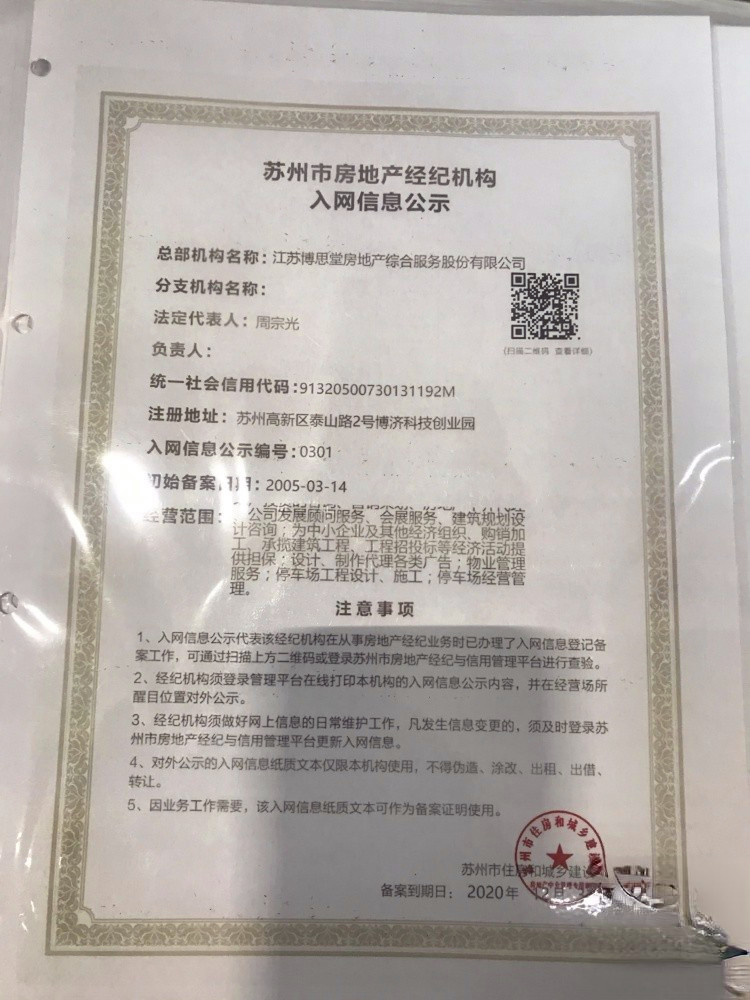 苏州市房地产经纪机构
入网信息公示
总部机构名称：江苏博思堂房地产综合服务股份有限公司
分支机构名称：
法定代表人：周宗光
(扫描二维码 查看详细)
负责人：
统一社会信用代码：91320500730131192M
注册地址：苏州高新区泰山路2号博济科技创业园
入网信息公示编号：0301
初始备案日期：2005-03-14
经营范围：
公司发展顾问服务、会展服务、建筑规划设
计咨询；为中小企业及其他经济组织、购销加
工、承揽建筑工程、工程招投标等经济活动提
供担保；设计、制作代理各类广告；物业管理
服务；停车场工程设计、施工；停车场经营管
理。
注意事项
1、入网信息公示代表该经纪机构在从事房地产经纪业务时已办理了入网信息登记备
案工作，可通过扫描上方二维码或登录苏州市房地产经纪与信用管理平台进行查验。
2、经纪机构须登录管理平台在线打印本机构的入网信息公示内容，并在经营场所
醒目位置对外公示。
3、经纪机构须做好网上信息的日常维护工作，凡发生信息变更的，须及时登录苏
州市房地产经纪与信用管理平台更新入网信息。
4、对外公示的入网信息纸质文本仅限本机构使用，不得伪造、涂改、出租、出借、
转让。
5、因业务工作需要，该入网信息纸质文本可作为备案证明使用。
苏州市住房和城乡建设
备案到期日：2020年 12月